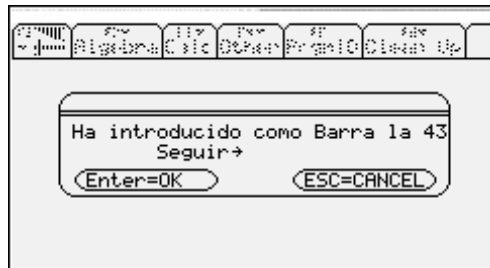 Algebra Calc Other PrgmIO Clean Up
Ha introducido como Barra la 43
Seguir→
Enter=OK ESC=CANCEL